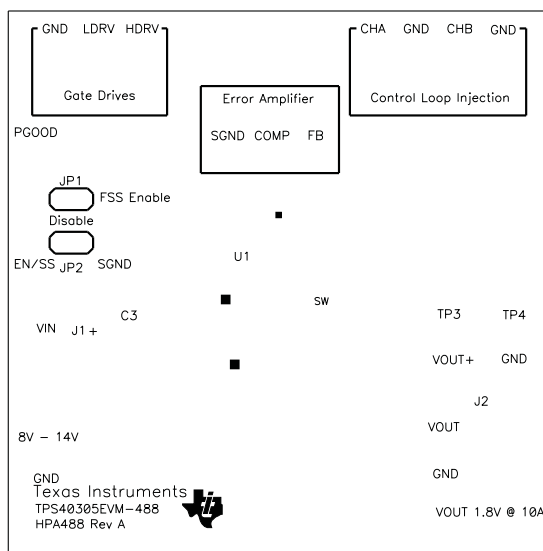 GND LDRV HDRV
Gate Drives
CHA GND CHB GND
Control Loop Injection
Error Amplifier
SGND COMP FB
PGOOD
JP1
FSS Enable
Disable
EN/SS JP2 SGND
U1
C3
SW
VIN J1 +
TP3 TP4
VOUT+ GND
J2
VOUT
8V – 14V
GND
GND
Texas Instruments
TPS40305EVM–488
HPA488 Rev A
VOUT 1.8V @ 10A